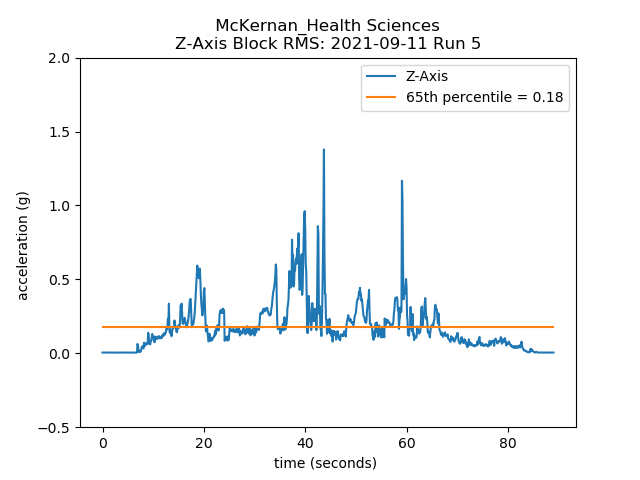 McKernan_Health Sciences
Z-Axis Block RMS: 2021-09-11 Run 5
2.0
1.5
1.0
0.5
0.0
−0.5
acceleration (g)
Z-Axis
65th percentile = 0.18
0 20 40 60 80
time (seconds)